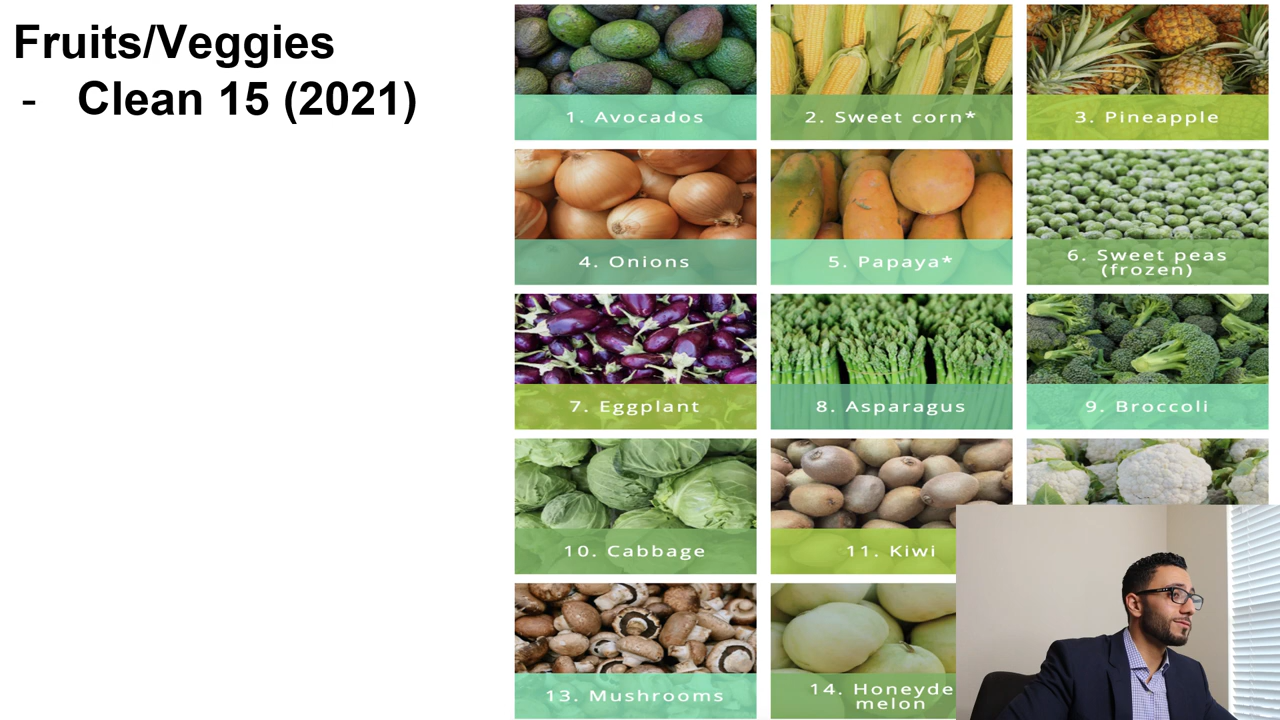 Fruits/Veggies
- Clean 15 (2021)
1. Avocados
2. Sweet corn*
3. Pineapple
4. Onions
5. Papaya*
6. Sweet peas
(frozen)
7. Eggplant
8. Asparagus
9. Broccoli
10. Cabbage
11. Kiwi
13. Mushrooms
14. Honeyde
melon